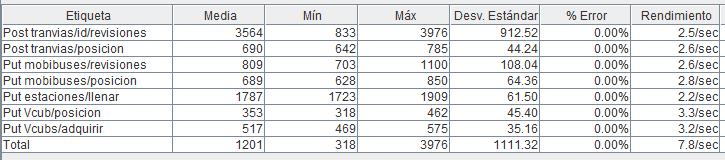 Etiqueta Media Mín Máx Desv. Estándar % Error Rendimiento
Post tranvias/id/revisiones 3564 833 3976 912.52 0.00% 2.5/sec
Post tranvias/posicion 690 642 785 44.24 0.00% 2.6/sec
Put mobibuses/revisiones 809 703 1100 108.04 0.00% 2.6/sec
Put mobibuses/posicion 689 628 850 64.36 0.00% 2.8/sec
Put estaciones/llenar 1787 1723 1909 61.50 0.00% 2.2/sec
Put Vcub/posicion 353 318 462 45.40 0.00% 3.3/sec
Put Vcubs/adquirir 517 469 575 35.16 0.00% 3.2/sec
Total 1201 318 3976 1111.32 0.00% 7.8/sec